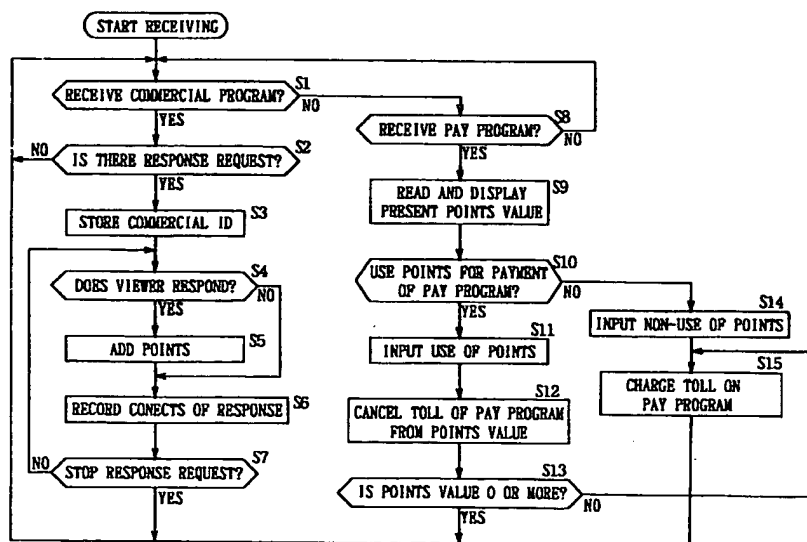 START RECEIVING
S1
RECEIVE COMMERCIAL PROGRAM?
NO
YES
S2
NO
IS THERE RESPONSE REQUEST?
YES
S3
STORE COMMERCIAL ID
S4
DOES VIEWER RESPOND?
YES
NO
S5
ADD POINTS
S6
RECORD CONECTS OF RESPONSE
S7
NO
STOP RESPONSE REQUEST?
YES
S8
RECEIVE PAY PROGRAM?
NO
YES
S9
READ AND DISPLAY
PRESENT POINTS VALUE
S10
USE POINTS FOR PAYMENT
OF PAY PROGRAM?
NO
YES
S11
INPUT USE OF POINTS
S12
CANCEL TOLL OF PAY PROGRAM
FROM POINTS VALUE
S13
IS POINTS VALUE 0 OR MORE?
NO
YES
S14
INPUT NON-USE OF POINTS
S15
CHARGE TOLL ON
PAY PROGRAM